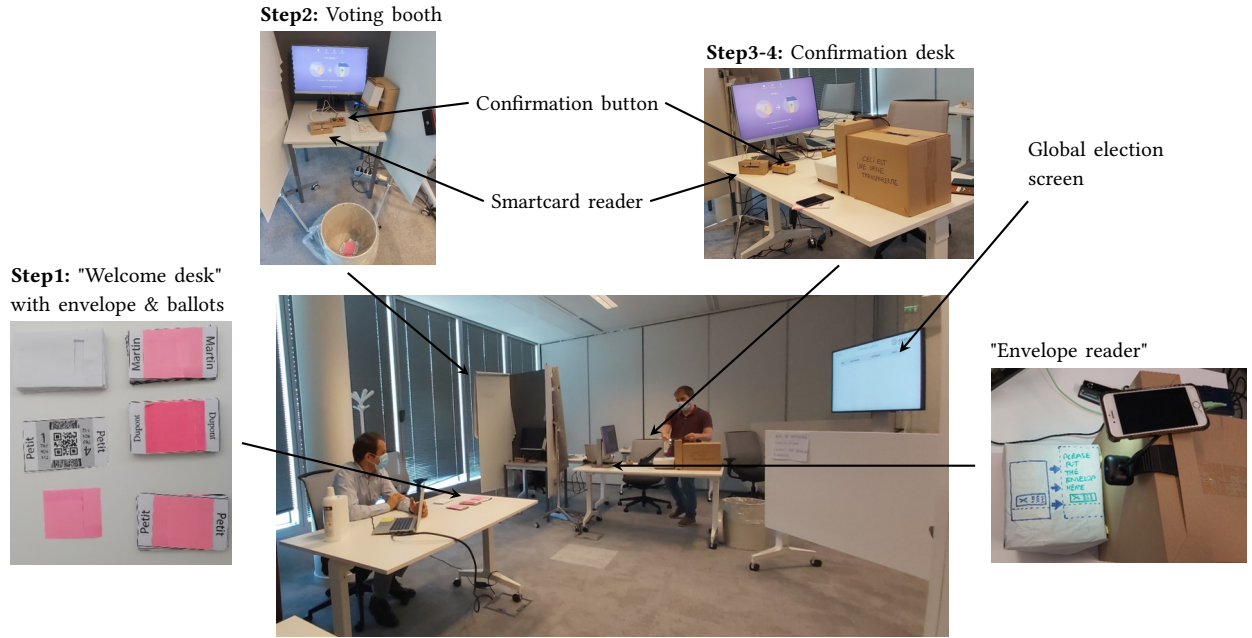 Step2: Voting booth
Step3-4: Confirmation desk
Confirmation button
Global election
screen
Smartcard reader
Step1: "Welcome desk"
with envelope & ballots
"Envelope reader"
Martin
Martin
Petit
Petit
Dupont
Dupont
Petit
Petit
CECI EST
UNE URNE
TRANSPARENTE
PLEASE
PUT
THE
ENVELOP
HERE